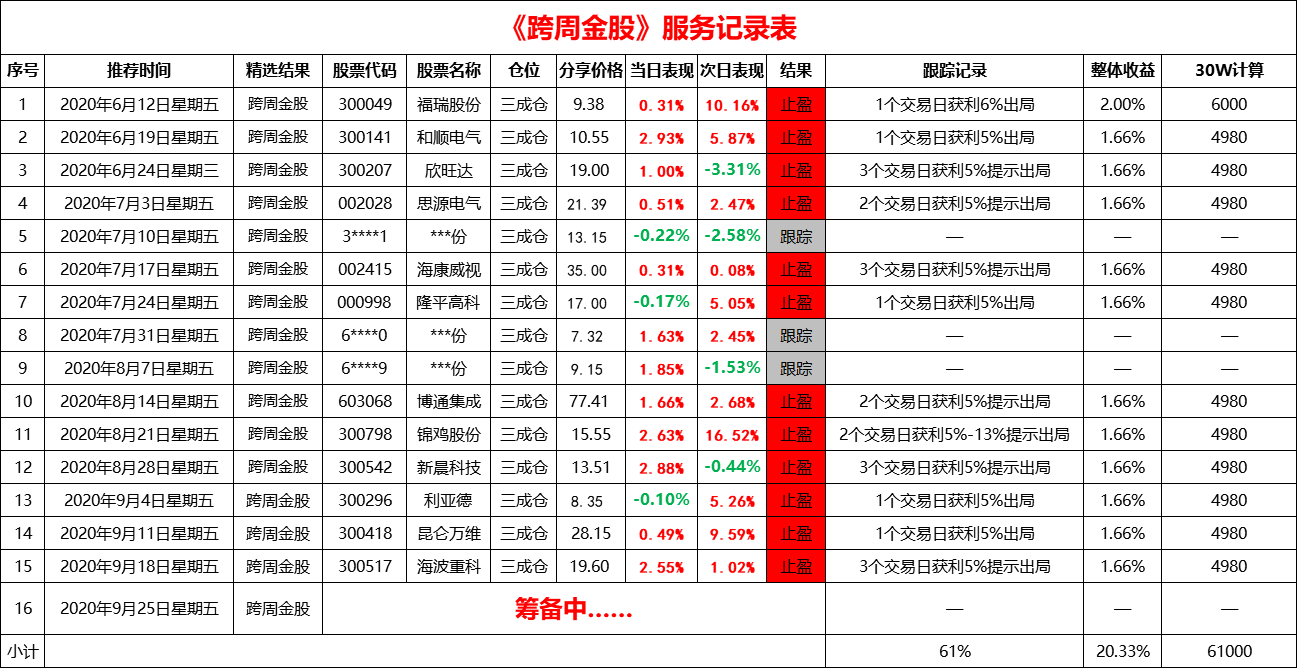 《跨周金股》服务记录表
序号 推荐时间 精选结果 股票代码 股票名称 仓位 分享价格 当日表现 次日表现 结果 跟踪记录 整体收益 30W计算
1 2020年6月12日星期五 跨周金股 300049 福瑞股份 三成仓 9.38 0.31% 10.16% 止盈 1个交易日获利6%出局 2.00% 6000
2 2020年6月19日星期五 跨周金股 300141 和顺电气 三成仓 10.55 2.93% 5.87% 止盈 1个交易日获利5%出局 1.66% 4980
3 2020年6月24日星期三 跨周金股 300207 欣旺达 三成仓 19.00 1.00% -3.31% 止盈 3个交易日获利5%提示出局 1.66% 4980
4 2020年7月3日星期五 跨周金股 002028 思源电气 三成仓 21.39 0.51% 2.47% 止盈 2个交易日获利5%提示出局 1.66% 4980
5 2020年7月10日星期五 跨周金股 3****1 ***份 三成仓 13.15 -0.22% -2.58% 跟踪 — — —
6 2020年7月17日星期五 跨周金股 002415 海康威视 三成仓 35.00 0.31% 0.08% 止盈 3个交易日获利5%提示出局 1.66% 4980
7 2020年7月24日星期五 跨周金股 000998 隆平高科 三成仓 17.00 -0.17% 5.05% 止盈 1个交易日获利5%出局 1.66% 4980
8 2020年7月31日星期五 跨周金股 6****0 ***份 三成仓 7.32 1.63% 2.45% 跟踪 — — —
9 2020年8月7日星期五 跨周金股 6****9 ***份 三成仓 9.15 1.85% -1.53% 跟踪 — — —
10 2020年8月14日星期五 跨周金股 603068 博通集成 三成仓 77.41 1.66% 2.68% 止盈 2个交易日获利5%提示出局 1.66% 4980
11 2020年8月21日星期五 跨周金股 300798 锦鸡股份 三成仓 15.55 2.63% 16.52% 止盈 2个交易日获利5%-13%提示出局 1.66% 4980
12 2020年8月28日星期五 跨周金股 300542 新晨科技 三成仓 13.51 2.88% -0.44% 止盈 3个交易日获利5%提示出局 1.66% 4980
13 2020年9月4日星期五 跨周金股 300296 利亚德 三成仓 8.35 -0.10% 5.26% 止盈 1个交易日获利5%出局 1.66% 4980
14 2020年9月11日星期五 跨周金股 300418 昆仑万维 三成仓 28.15 0.49% 9.59% 止盈 1个交易日获利5%出局 1.66% 4980
15 2020年9月18日星期五 跨周金股 300517 海波重科 三成仓 19.60 2.55% 1.02% 止盈 3个交易日获利5%提示出局 1.66% 4980
16 2020年9月25日星期五 跨周金股 筹备中…… — — —
小计 61% 20.33% 61000